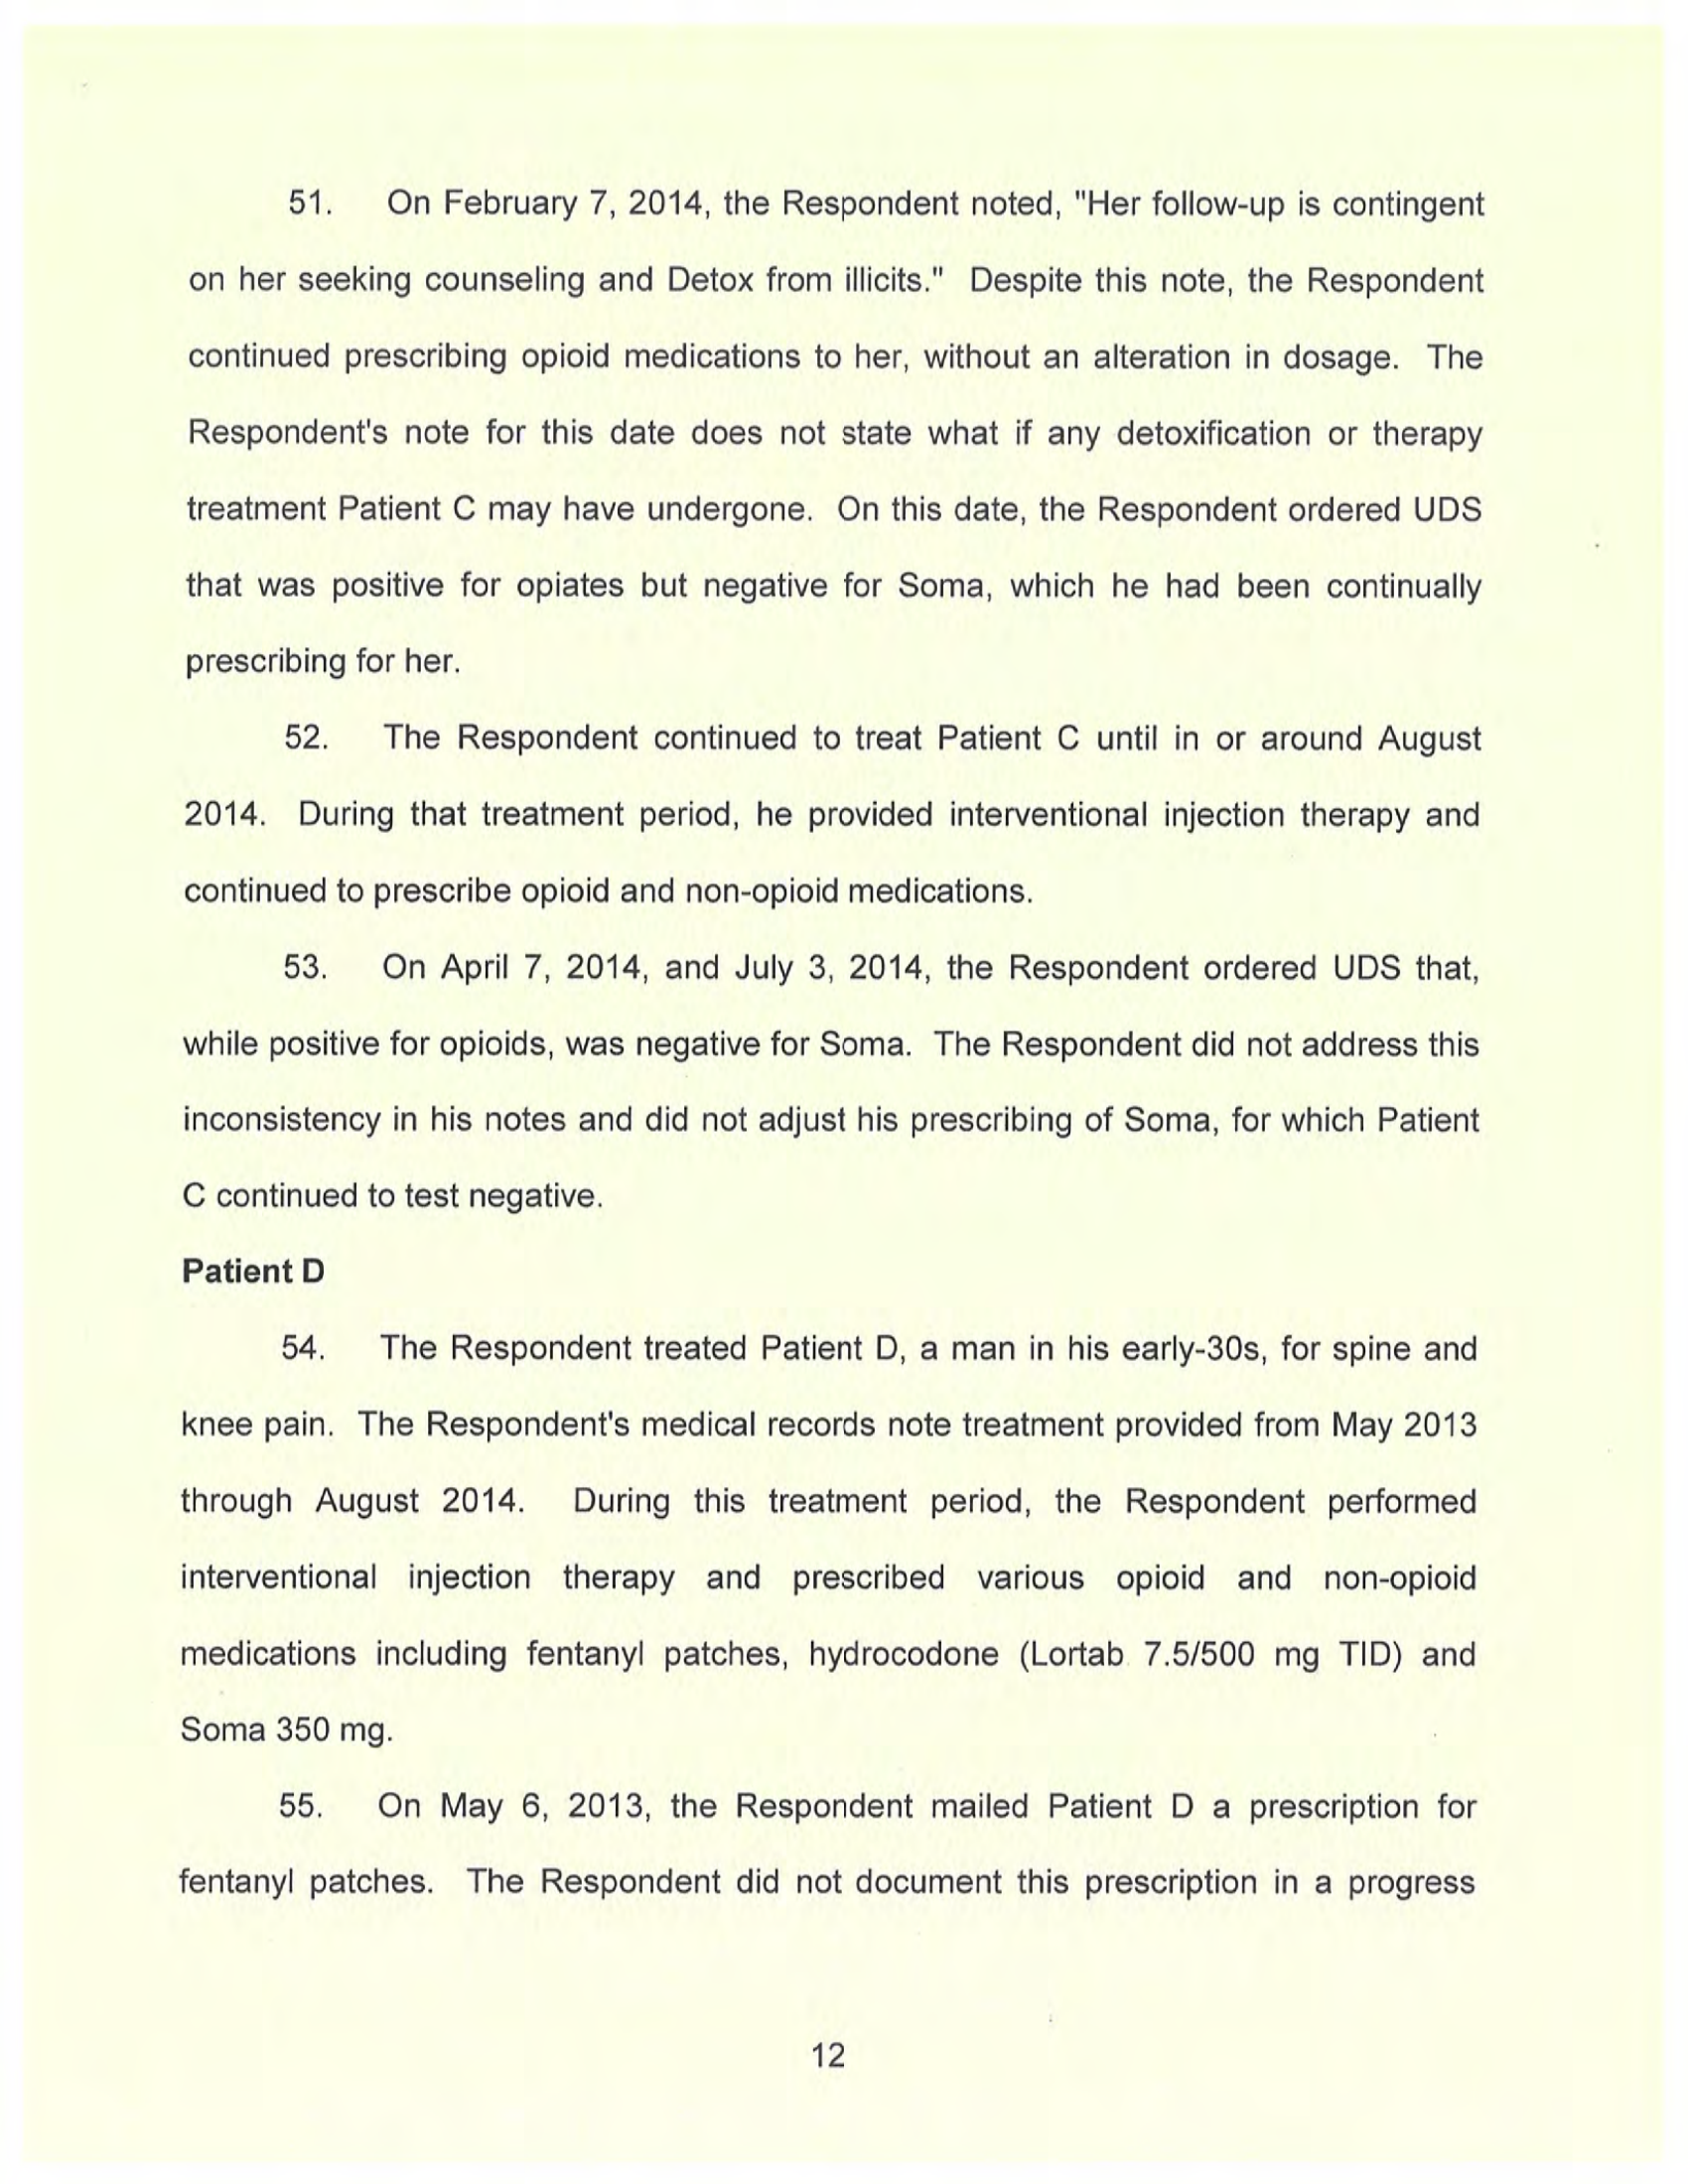 51. On February 7, 2014, the Respondent noted, "Her follow-up is contingent
on her seeking counseling and Detox from illicits." Despite this note, the Respondent
continued prescribing opioid medications to her, without an alteration in dosage. The
Respondent's note for this date does not state what if any detoxification or therapy
treatment Patient C may have undergone. On this date, the Respondent ordered UDS
that was positive for opiates but negative for Soma, which he had been continually
prescribing for her.
52. The Respondent continued to treat Patient C until in or around August
2014. During that treatment period, he provided interventional injection therapy and
continued to prescribe opioid and non-opioid medications.
53. On April 7, 2014, and July 3, 2014, the Respondent ordered UDS that,
while positive for opioids, was negative for Soma. The Respondent did not address this
inconsistency in his notes and did not adjust his prescribing of Soma, for which Patient
C continued to test negative.
Patient D
54. The Respondent treated Patient D, a man in his early-30s, for spine and
knee pain. The Respondent's medical records note treatment provided from May 2013
through August 2014. During this treatment period, the Respondent performed
interventional injection therapy and prescribed various opioid and non-opioid
medications including fentanyl patches, hydrocodone (Lortab 7.5/500 mg TID) and
Soma 350 mg.
55. On May 6, 2013, the Respondent mailed Patient D a prescription for
fentanyl patches. The Respondent did not document this prescription in a progress
12